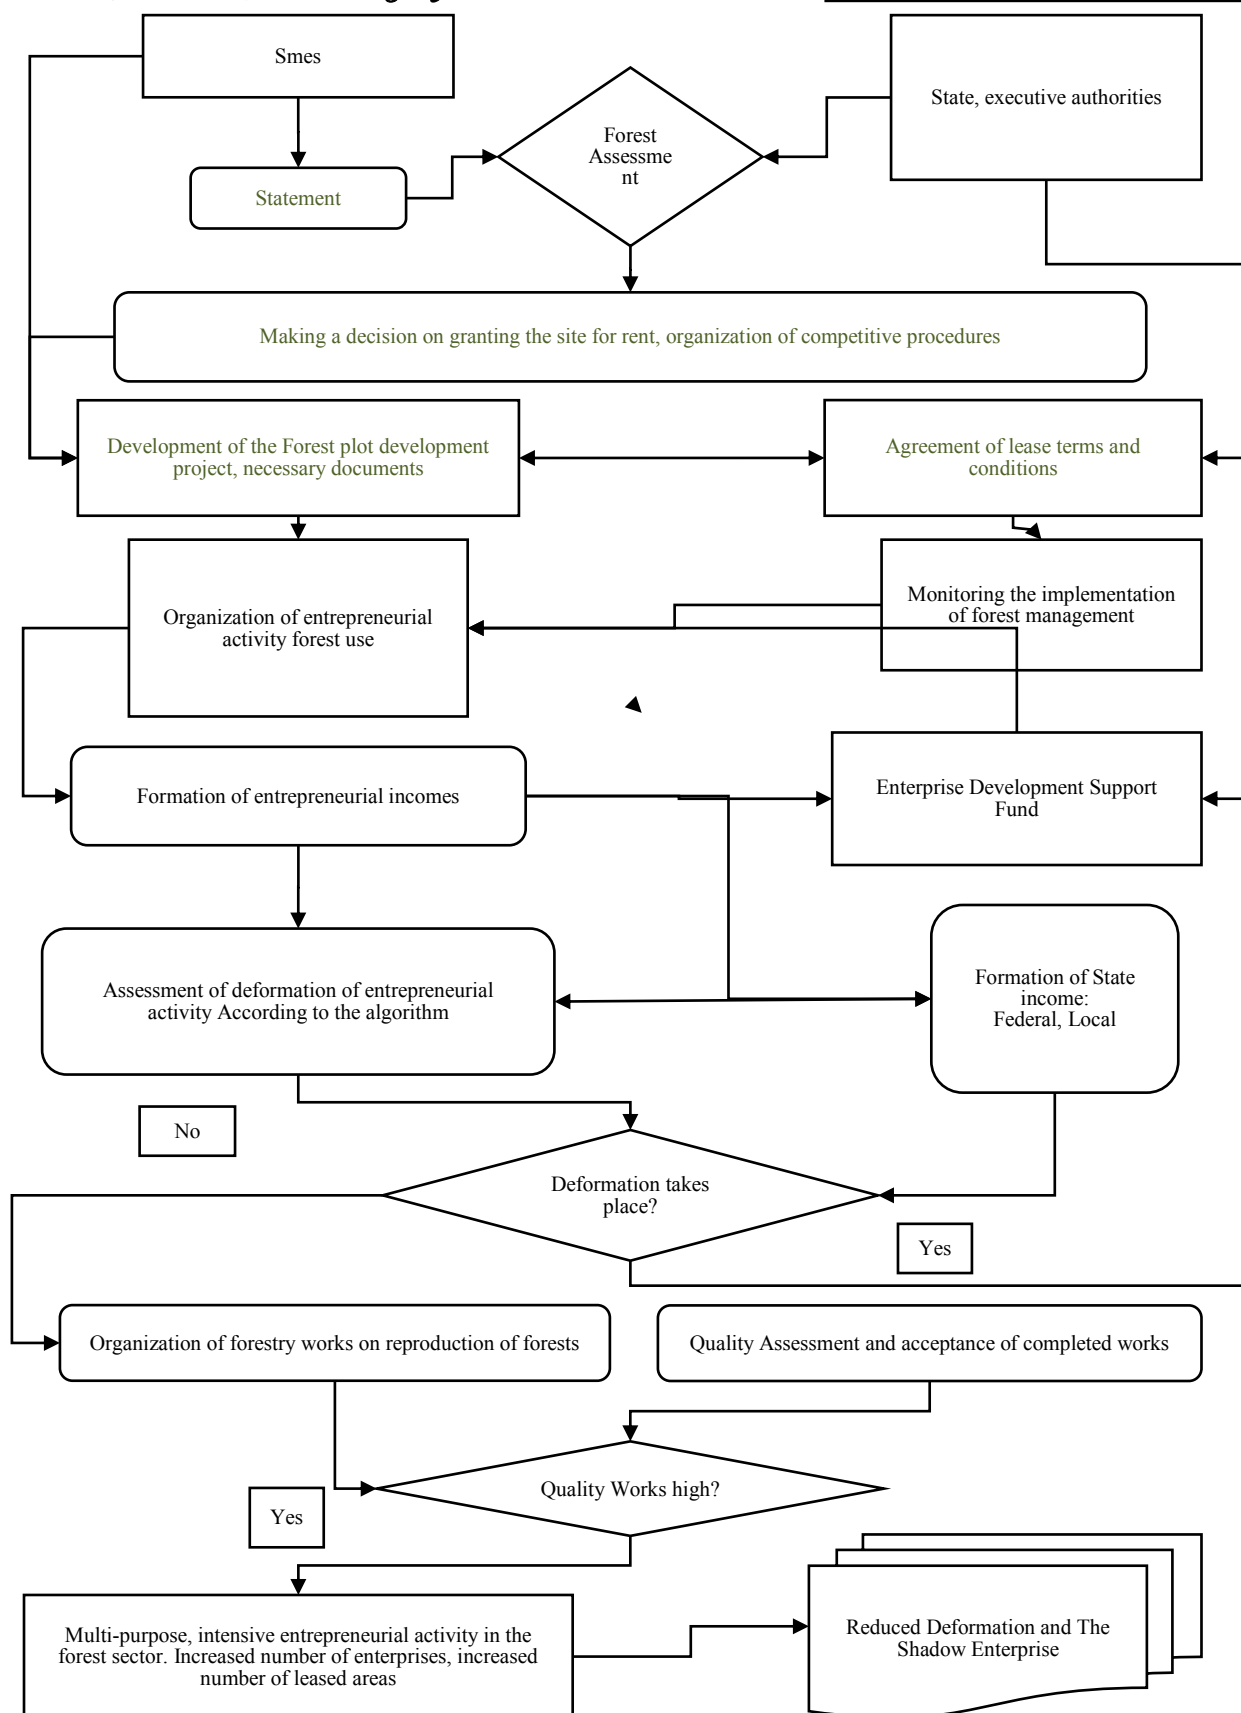 Smes
State, executive authorities
Forest
Assessme
nt
Statement
Making a decision on granting the site for rent, organization of competitive procedures
Development of the Forest plot development
project, necessary documents
Agreement of lease terms and
conditions
Organization of entrepreneurial
activity forest use
Monitoring the implementation
of forest management
Formation of entrepreneurial incomes
Enterprise Development Support
Fund
Assessment of deformation of entrepreneurial
activity According to the algorithm
Formation of State
income:
Federal, Local
No
Deformation takes
place?
Yes
Organization of forestry works on reproduction of forests
Quality Assessment and acceptance of completed works
Quality Works high?
Yes
Multi-purpose, intensive entrepreneurial activity in the
forest sector. Increased number of enterprises, increased
number of leased areas
Reduced Deformation and The
Shadow Enterprise